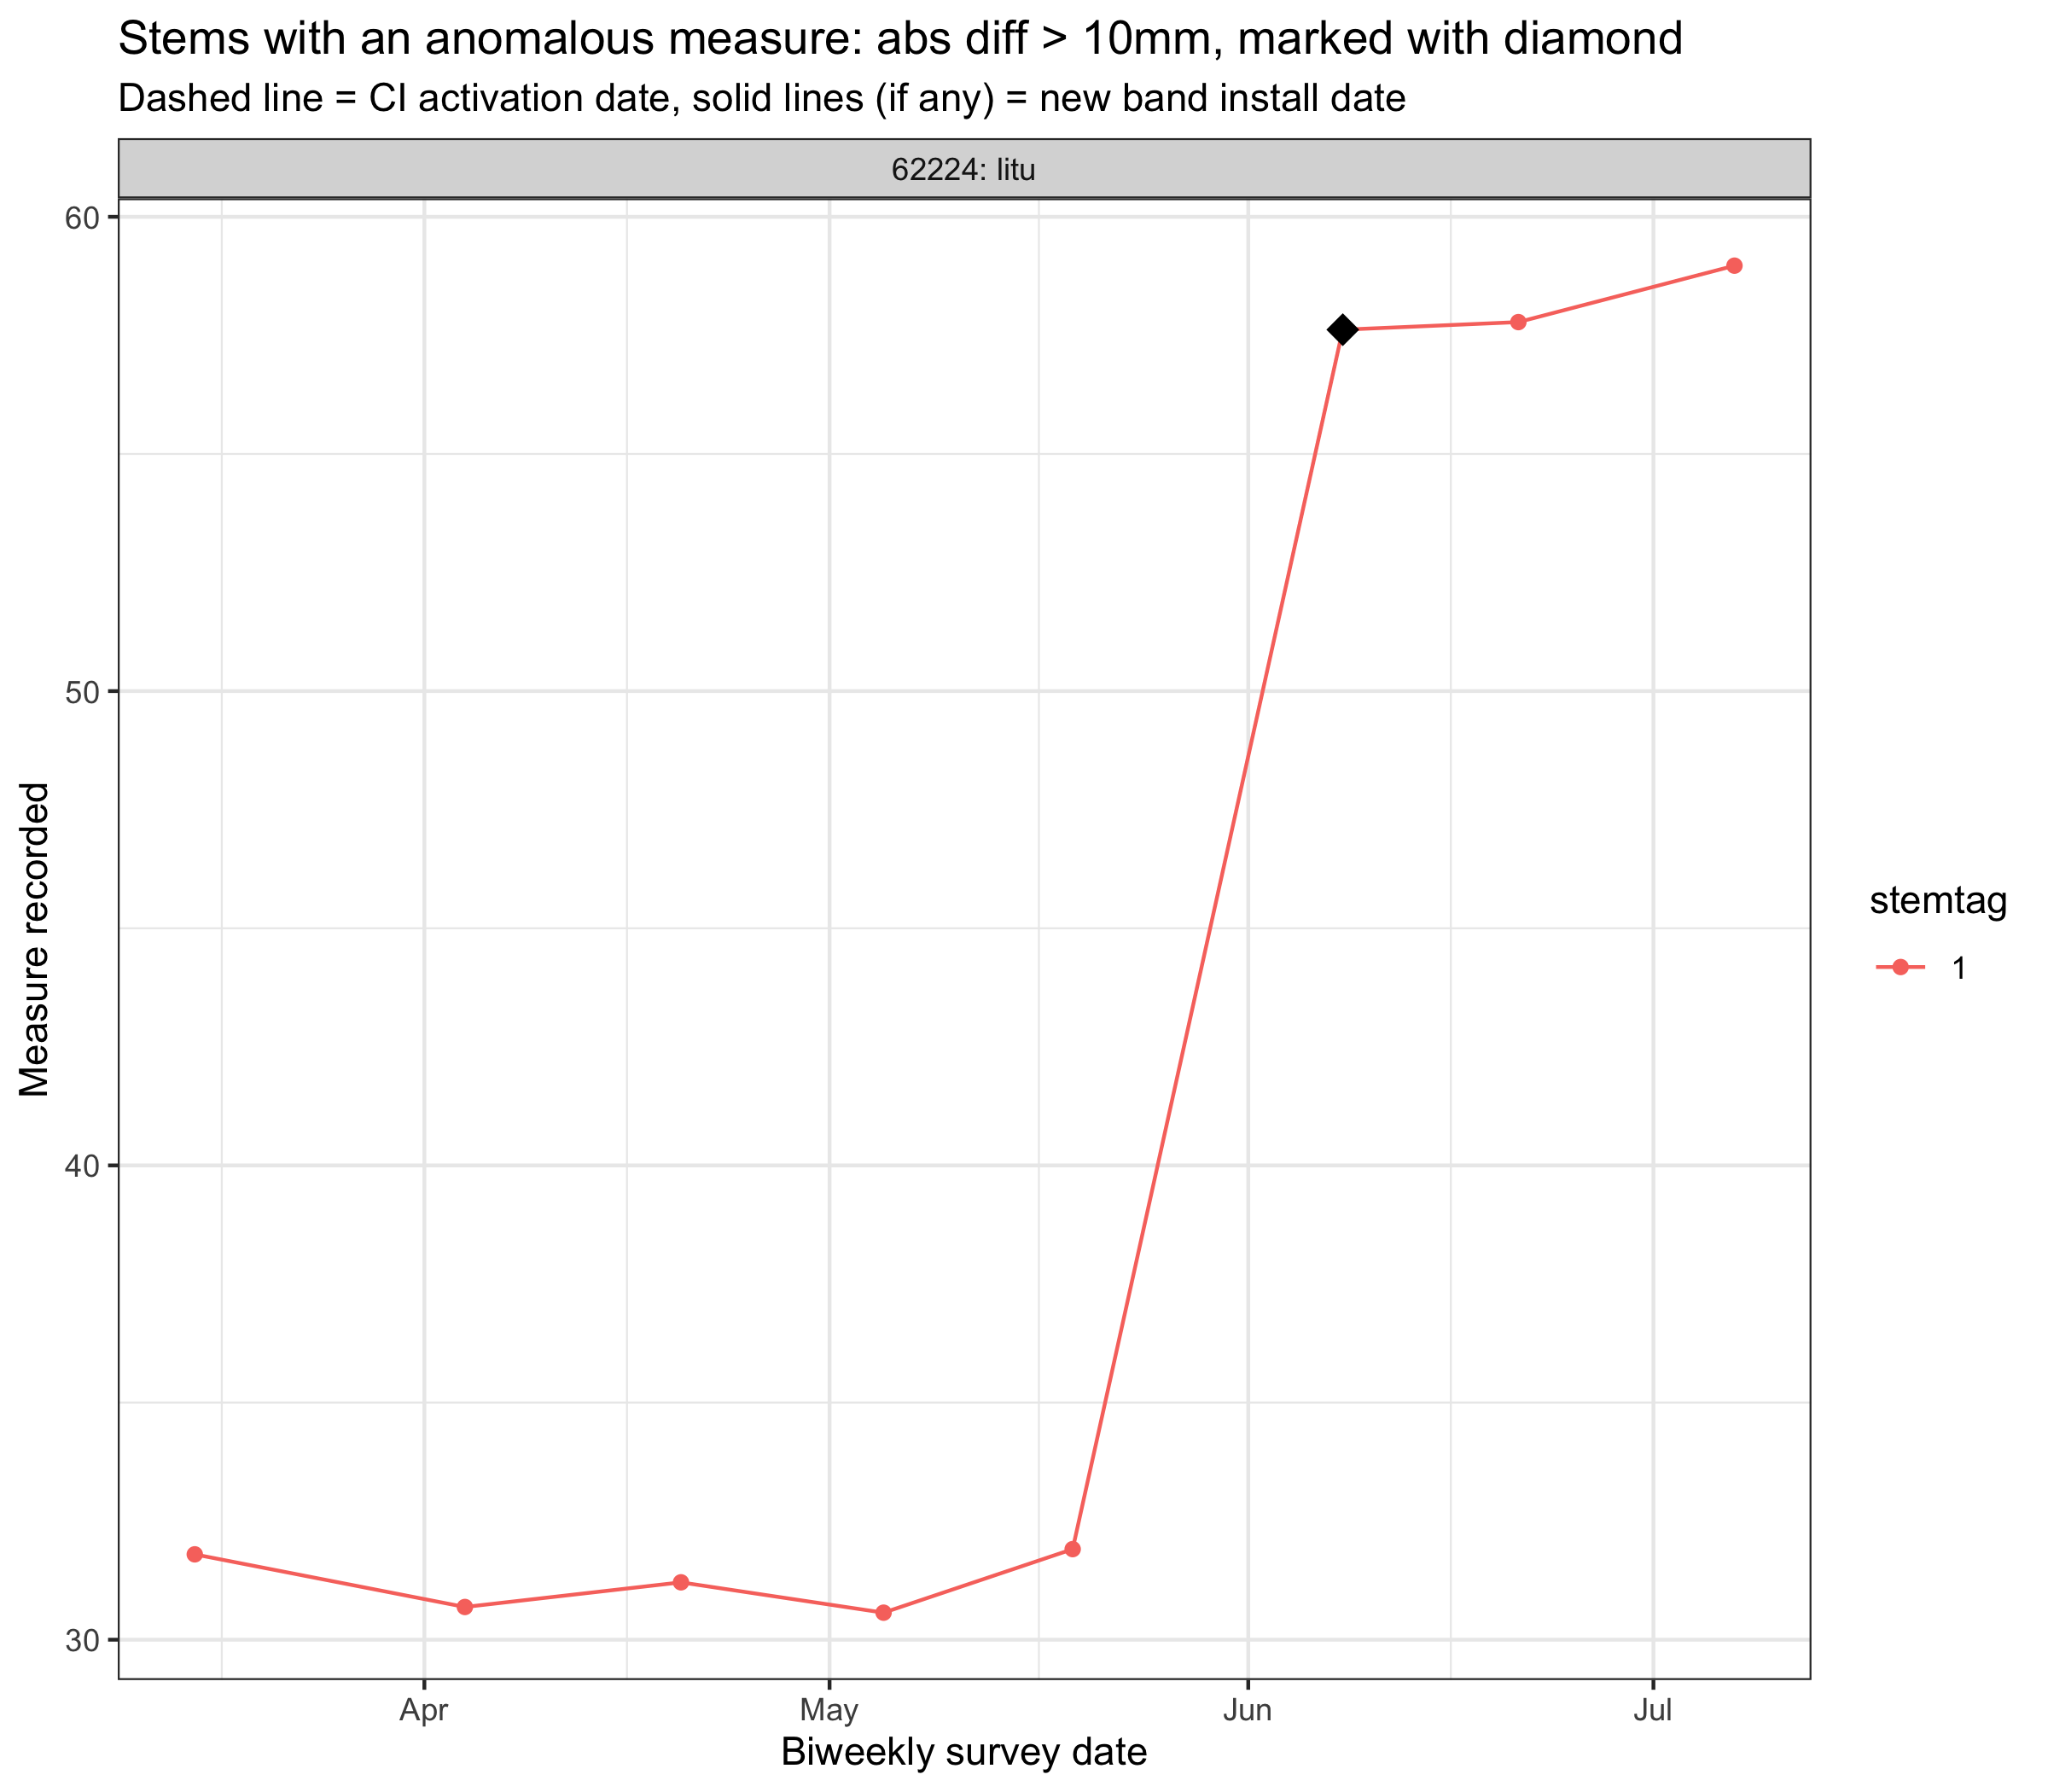 Stems with an anomalous measure: abs diff > 10mm, marked with diamond
Dashed line = CI activation date, solid lines (if any) = new band install date
62224: litu
60
50
40
30
Measure recorded
Apr May Jun Jul
Biweekly survey date
stemtag
1